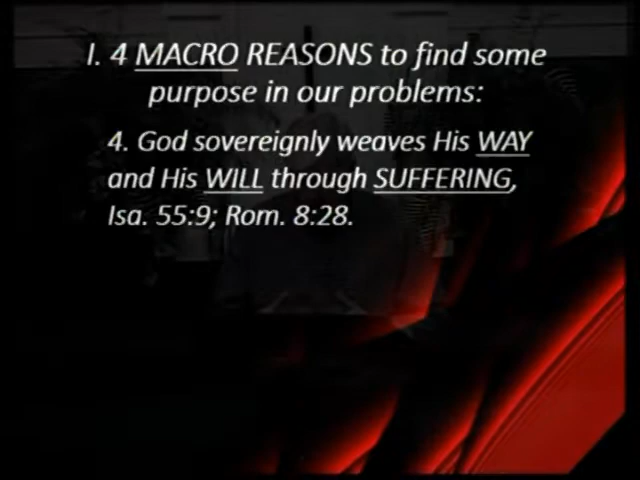 I. 4 MACRO REASONS to find some
purpose in our problems:
4. God sovereignly weaves His WAY
and His WILL through SUFFERING,
Isa. 55:9; Rom. 8:28.